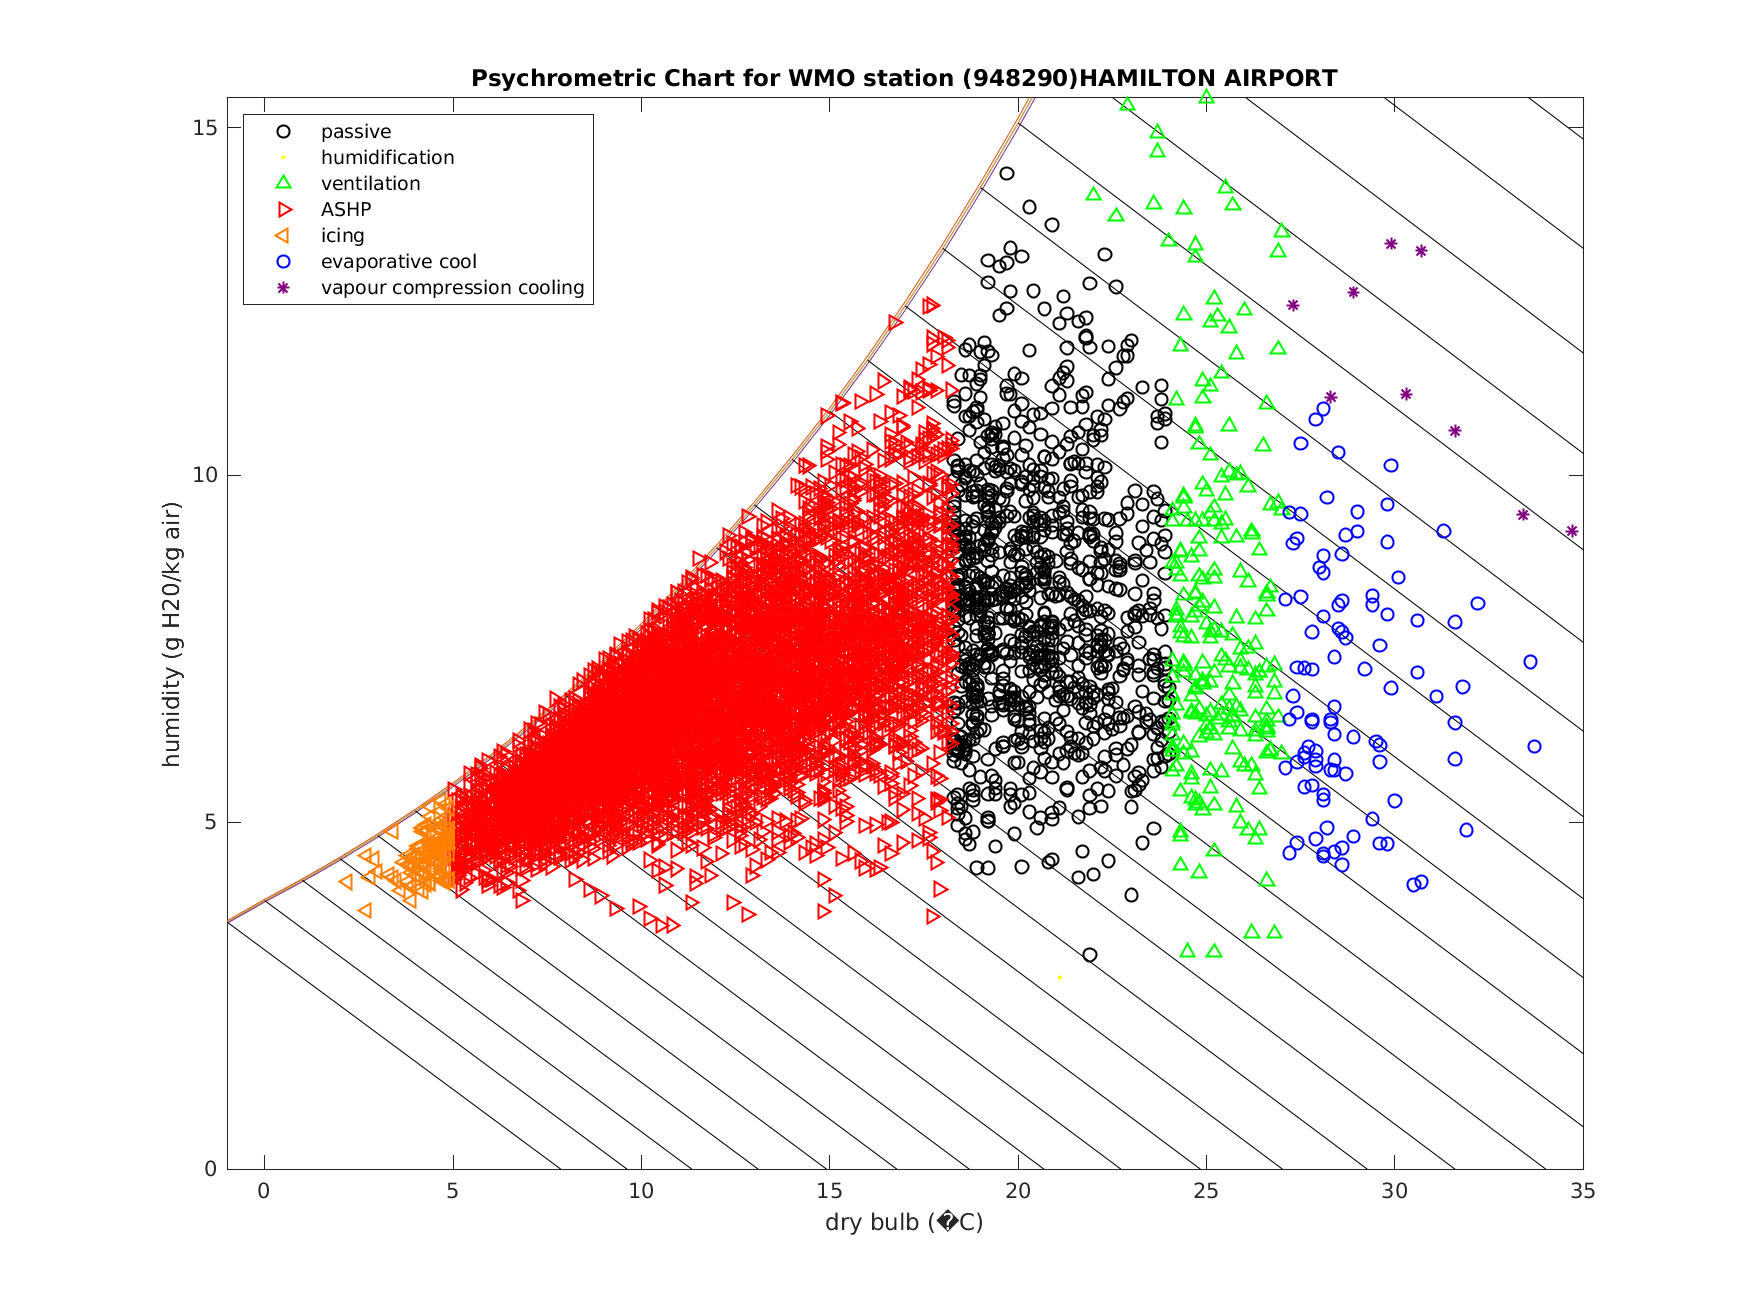 Psychrometric Chart for WMO station (948290)HAMILTON AIRPORT
passive
humidification
ventilation
ASHP
icing
evaporative cool
vapour compression cooling
15
10
5
0
humidity (g H20/kg air)
0 5 10 15 20 25 30 35
dry bulb (�C)